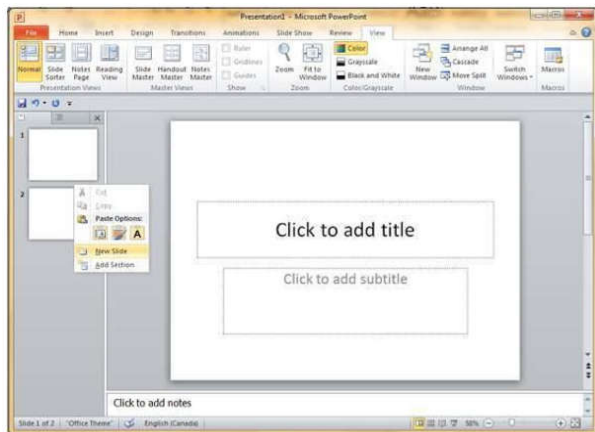 Presentation1 - Microsoft PowerPoint
File Home Insert Design Transitions Animations Slide Show Review View
Normal Slide Sorter Notes Page Reading View
Presentation Views
Slide Master Handout Master Notes Master
Master Views
Ruler
Gridlines
Guides
Show
Zoom Fit to Window
Zoom
Color
Grayscale
Black and White
Color/Grayscale
New Window
Arrange All
Cascade
Move Split
Window
Switch Windows
Macros
Macros
1
2
Cut
Copy
Paste Options:
A
New Slide
Add Section
Click to add title
Click to add subtitle
Click to add notes
Slide 1 of 2 "Office Theme" English (Canada) 50%